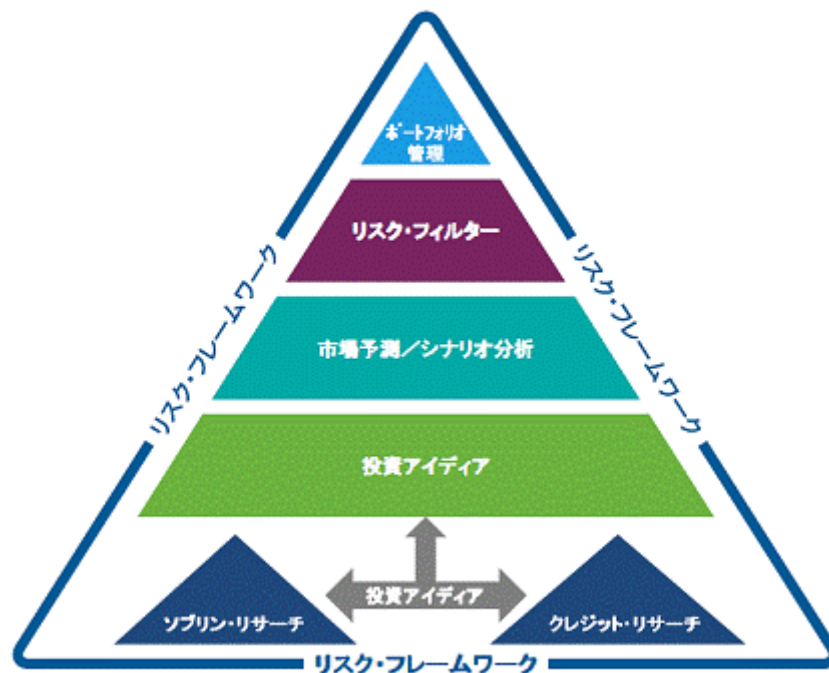 ポートフォリオ
管理
リスク・フィルター
リスク・フレームワーク
リスク・フレームワーク
市場予測／シナリオ分析
投資アイディア
投資アイディア
ソブリン・リサーチ
クレジット・リサーチ
リスク・フレームワーク